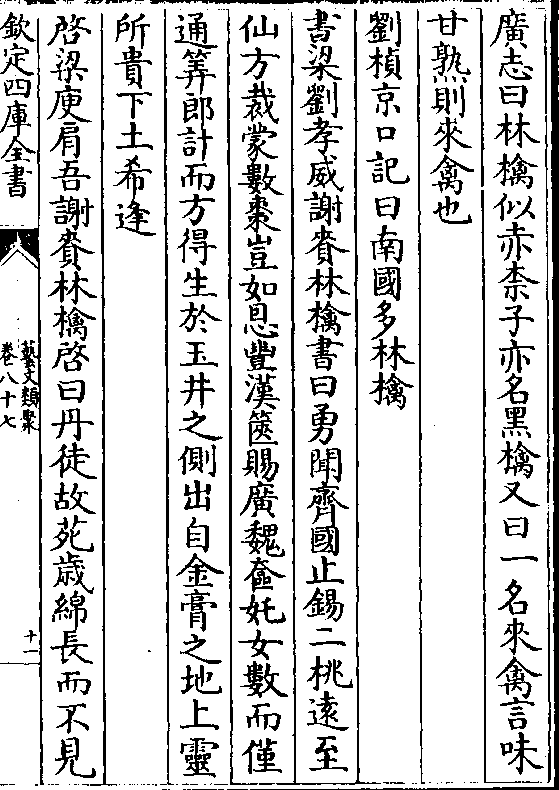 廣志曰林檎似赤柰子亦名黑檎又曰一名來禽言味
甘熟則來禽也
劉楨京口記曰南國多林檎
書梁劉孝威謝賚林檎書曰勇聞齊國止錫二桃遠至
仙方裁蒙數棗豈如恩豐漢篋賜廣魏奩妊女數而僅
通筭郎計而方得生於玉井之側出自金膏之地上靈
所貴下土希逢
啓梁庾肩吾謝賚林檎啓曰丹徒故苑歲綿長而不見
欽定四庫全書
藝文類聚
卷八十七
十一